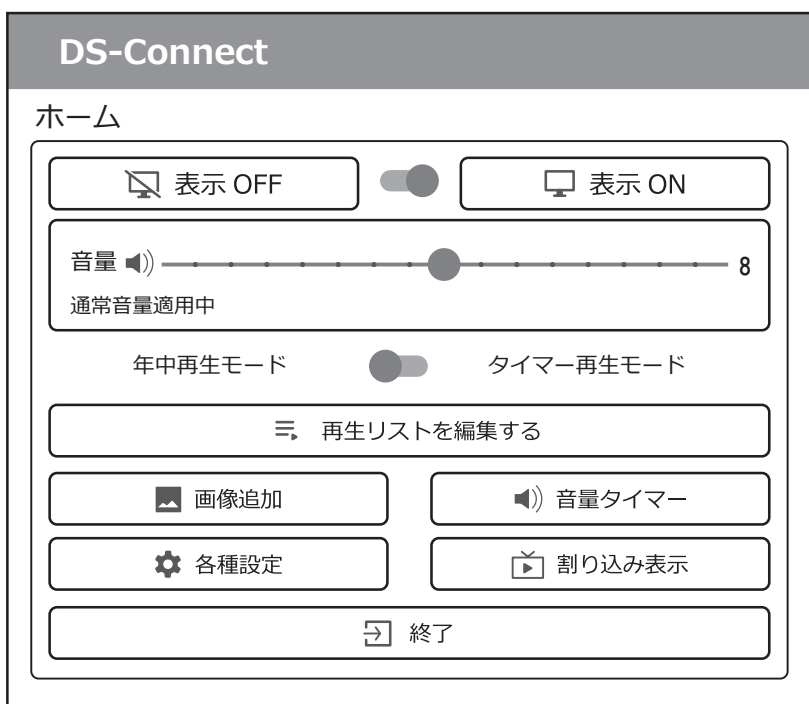 DS-Connect
ホーム
表示 OFF
表示 ON
音量
8
通常音量適用中
年中再生モード
タイマー再生モード
再生リストを編集する
画像追加
音量タイマー
各種設定
割り込み表示
終了